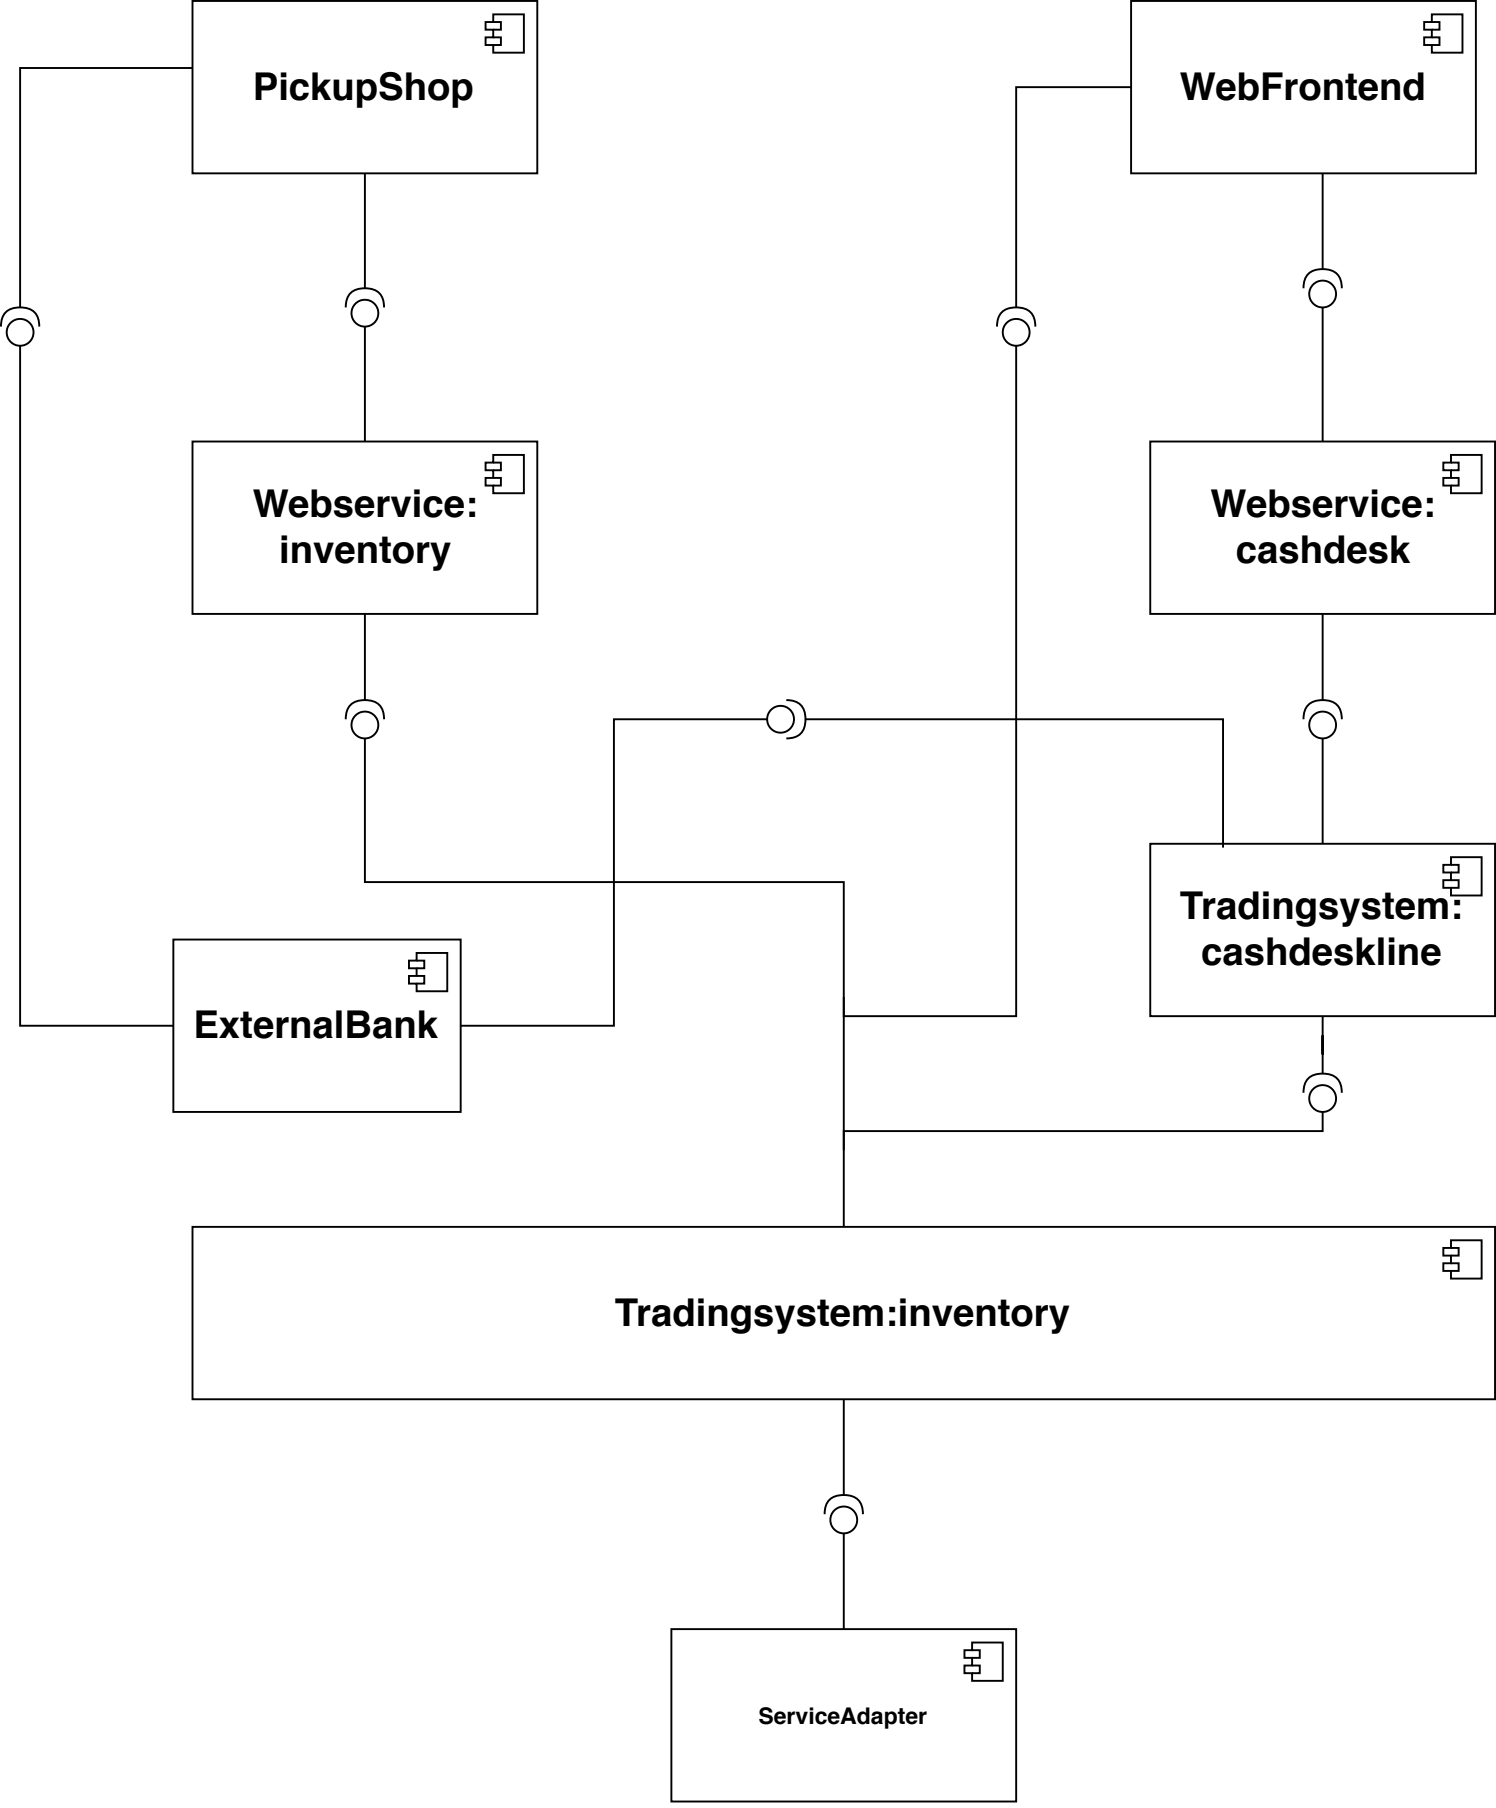 PickupShop
WebFrontend
Webservice:
inventory
Webservice:
cashdesk
Tradingsystem:
cashdeskline
ExternalBank
Tradingsystem:inventory
ServiceAdapter